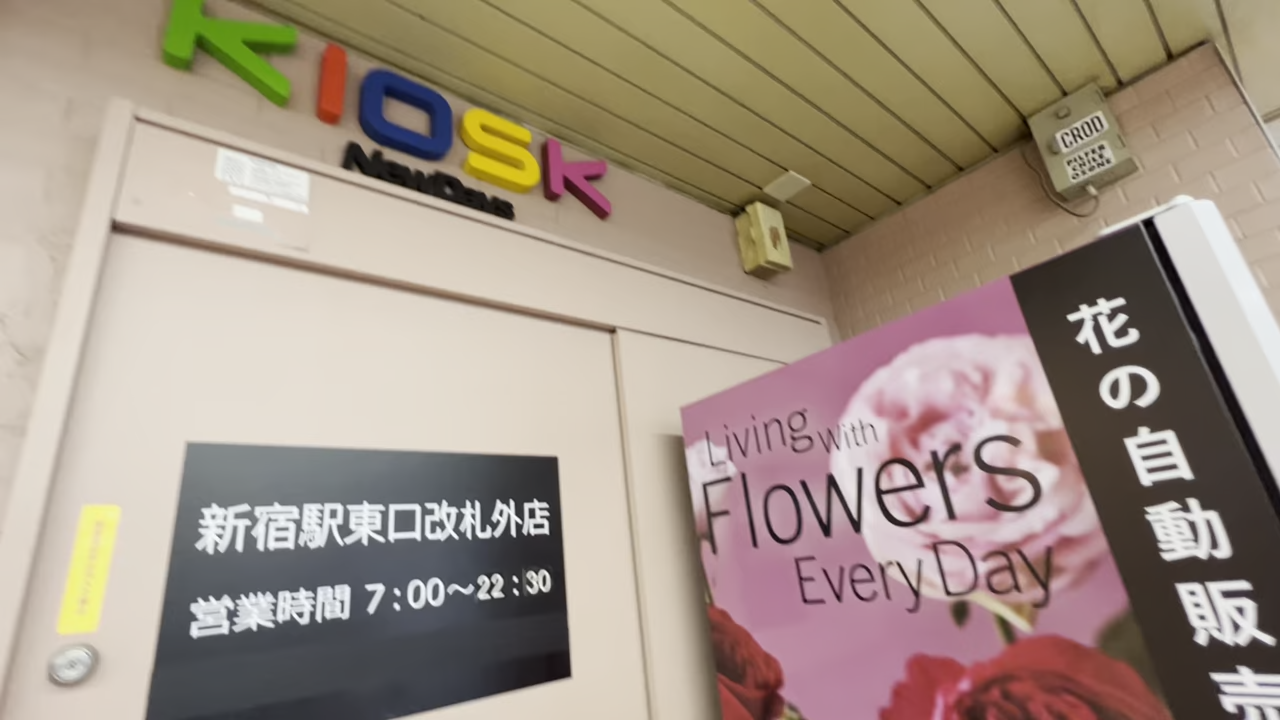 KIOSK
NewDays
新宿駅東口改札外店
営業時間 7:00～22:30
Living with
Flowers
Every Day
花の自動販売
CROD